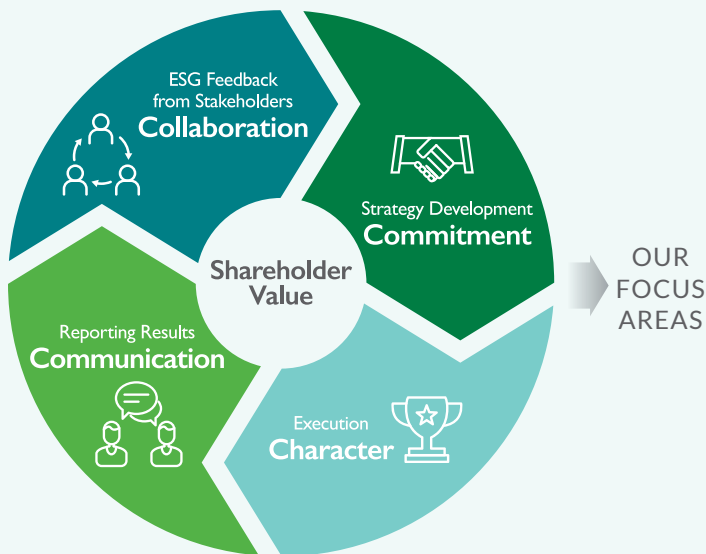 ESG Feedback
from Stakeholders
Collaboration
Strategy Development
Commitment
Shareholder
Value
OUR
FOCUS
AREAS
Reporting Results
Communication
Execution
Character